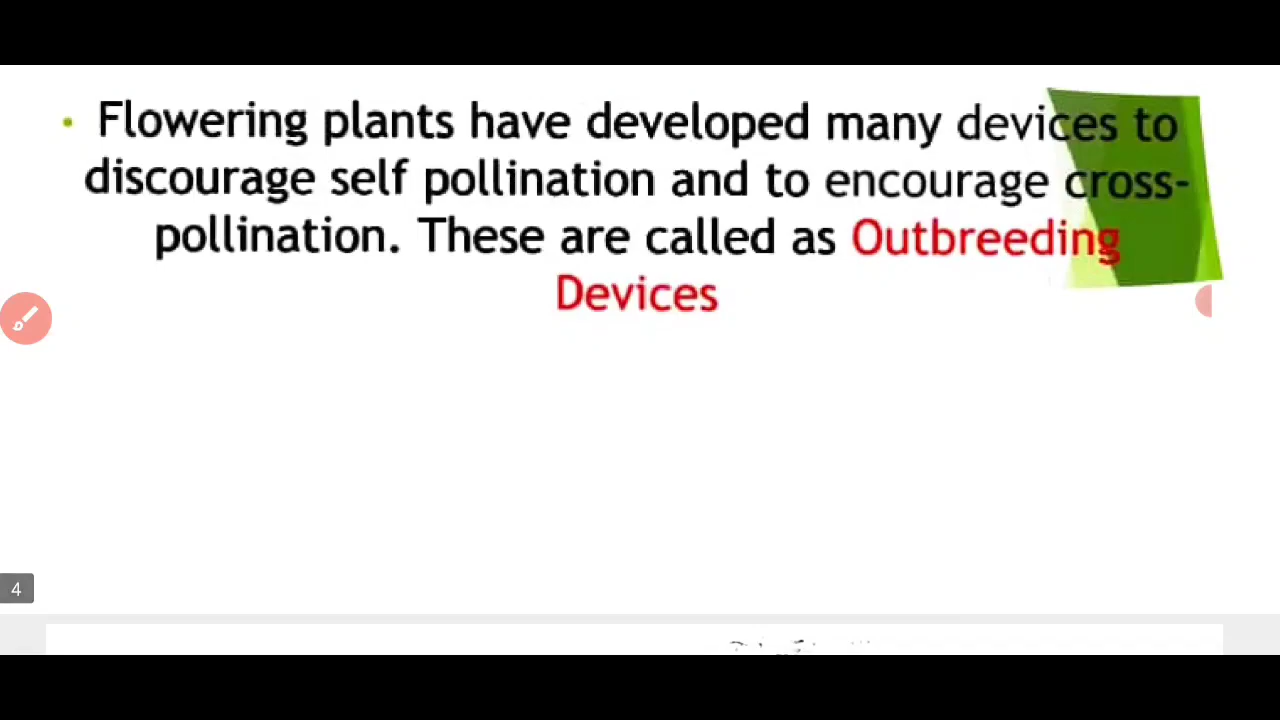 • Flowering plants have developed many devices to
discourage self pollination and to encourage cross-
pollination. These are called as Outbreeding
Devices
4